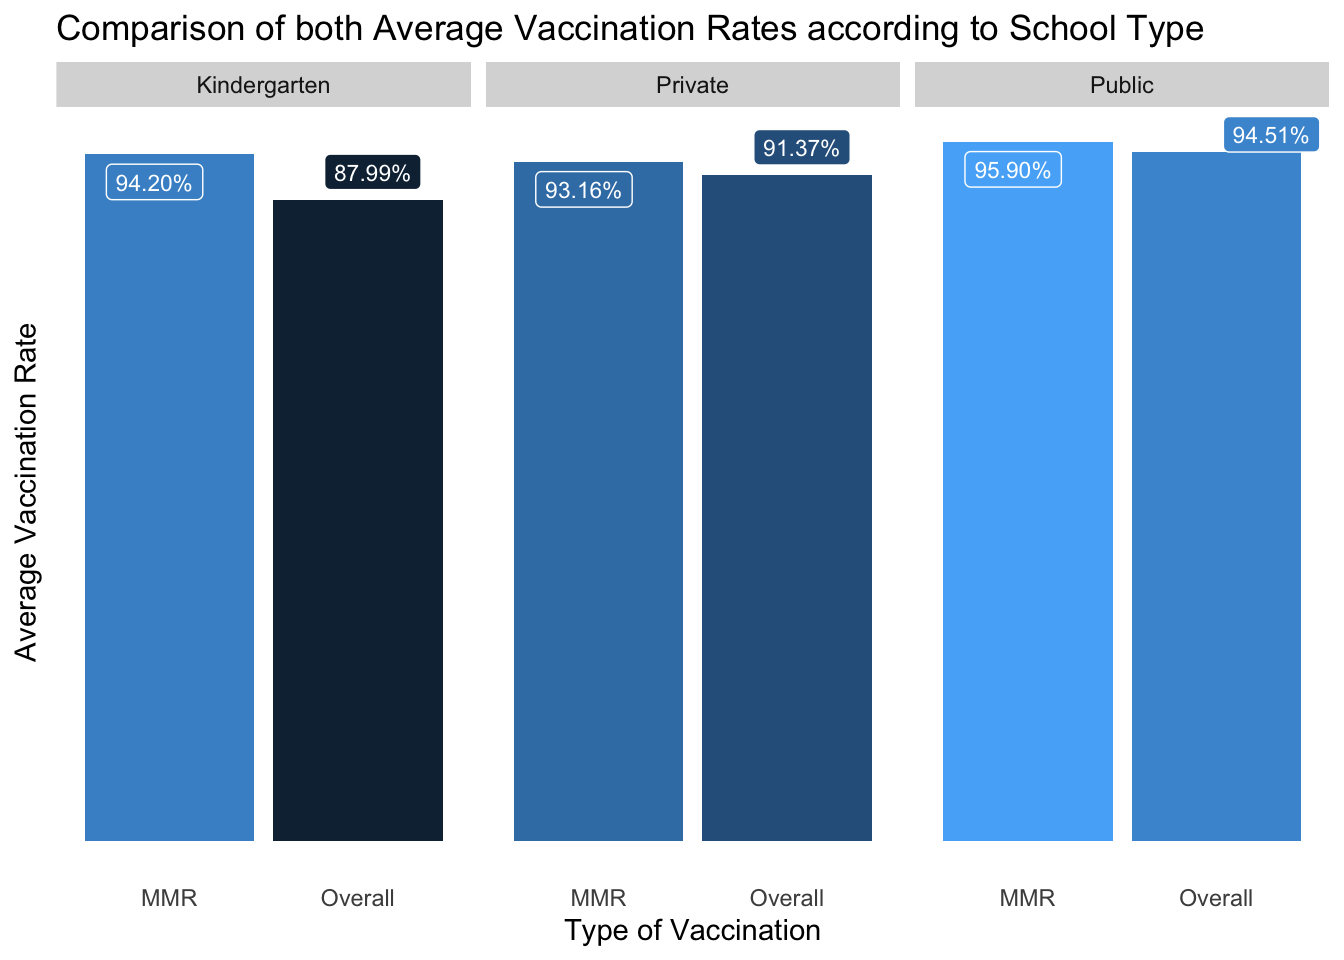 Comparison of both Average Vaccination Rates according to School Type
Kindergarten
Private
Public
94.20%
87.99%
91.37%
93.16%
94.51%
95.90%
Average Vaccination Rate
MMR
Overall
MMR
Overall
MMR
Overall
Type of Vaccination